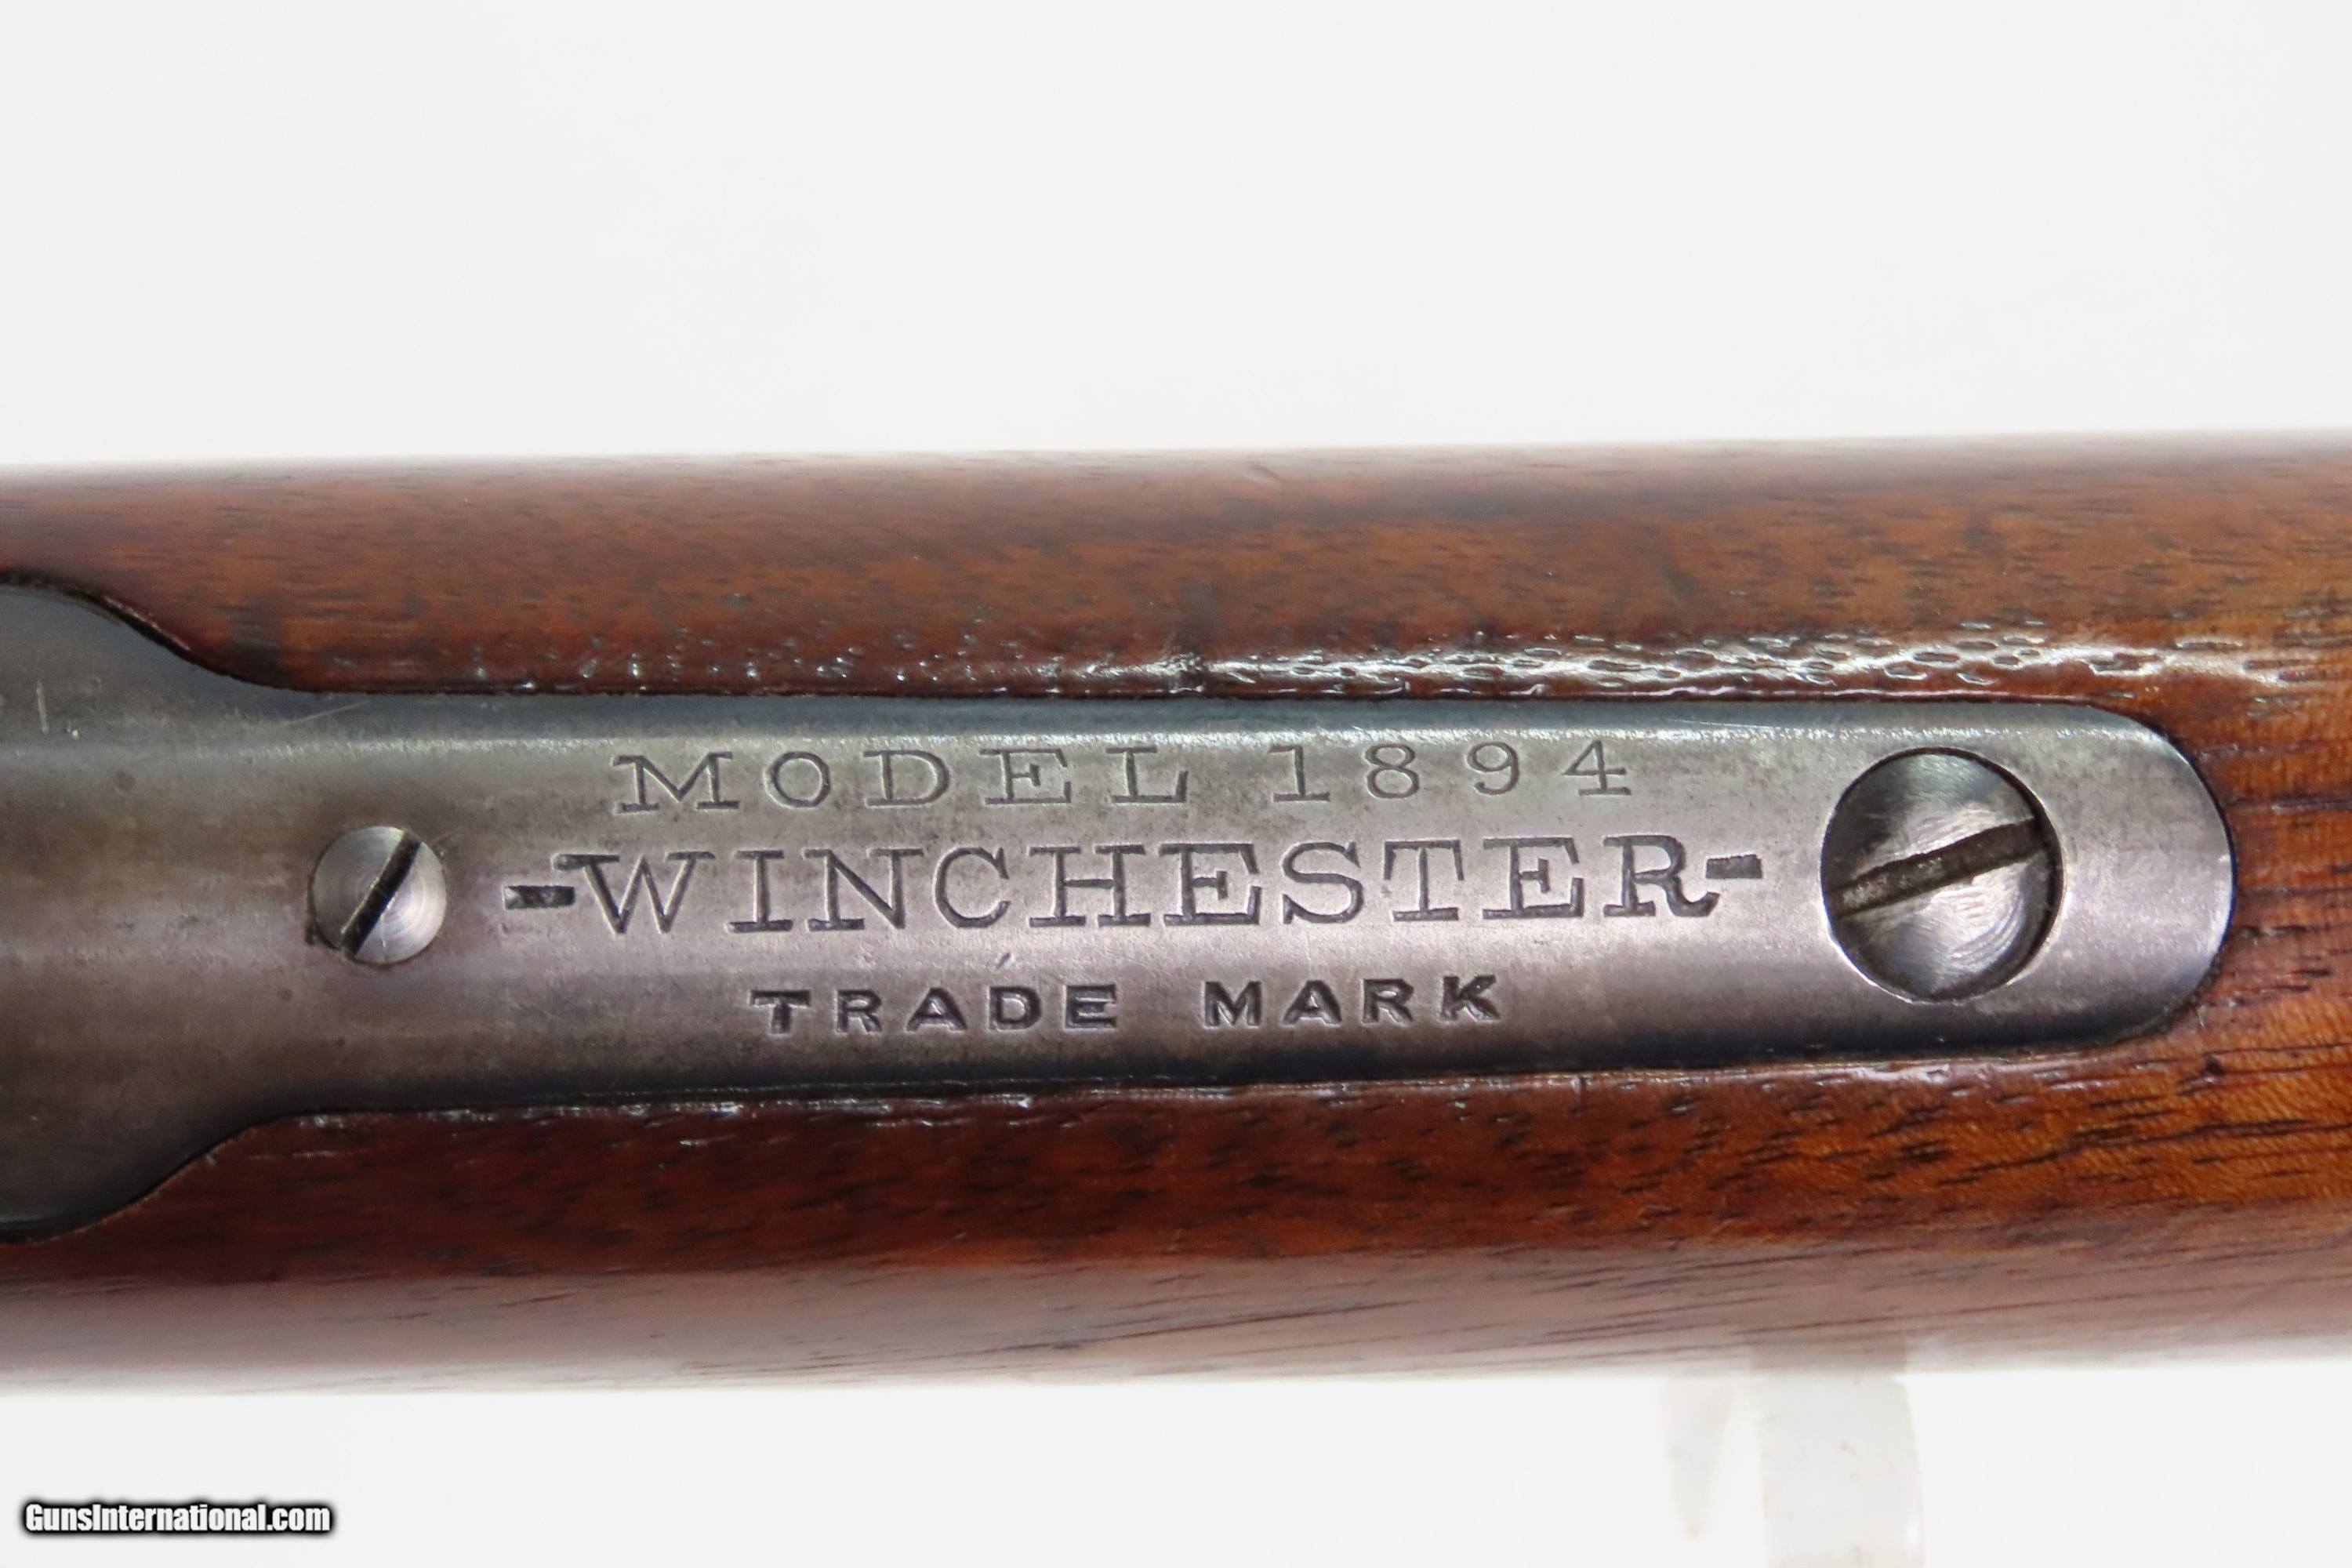 MODEL 1894
-WINCHESTER-
TRADE MARK
GunsInternational.com